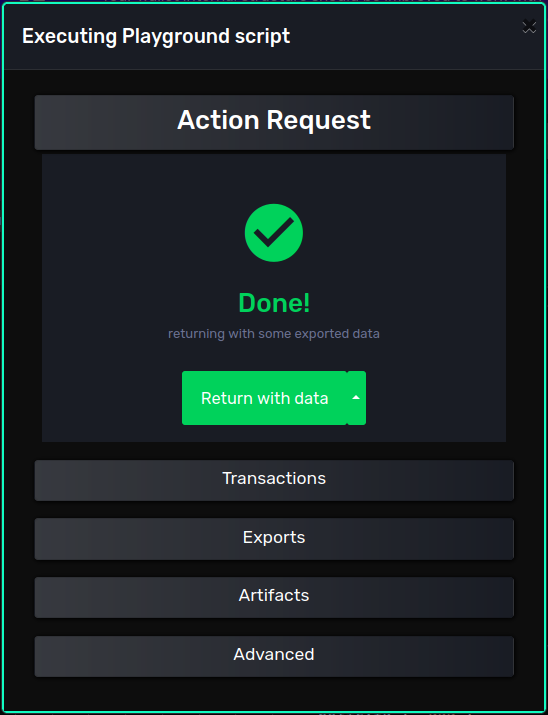 Executing Playground script
Action Request
Done!
returning with some exported data
Return with data
Transactions
Exports
Artifacts
Advanced